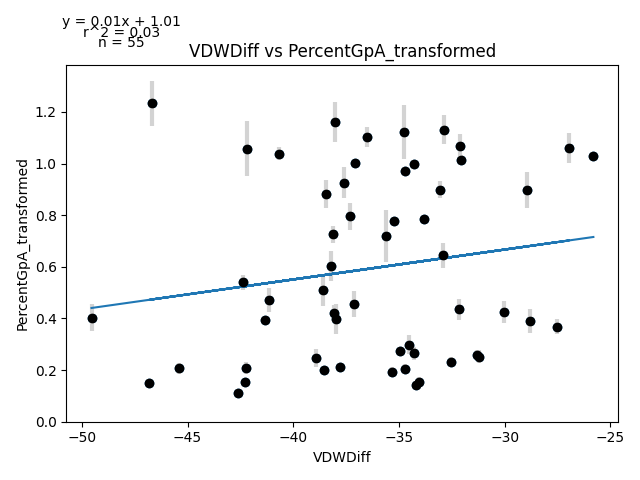 y = 0.01x + 1.01
r^2 = 0.03
n = 55
VDWDiff vs PercentGpA_transformed
PercentGpA_transformed
1.2
1.0
0.8
0.6
0.4
0.2
0.0
−50
−45
−40
−35
−30
−25
VDWDiff